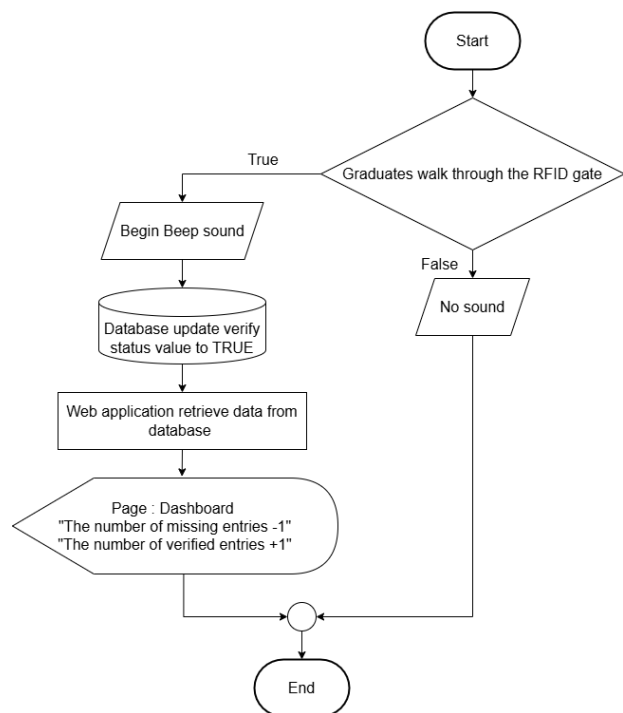 Start
Graduates walk through the RFID gate
True
False
Begin Beep sound
No sound
Database update verify
status value to TRUE
Web application retrieve data from
database
Page : Dashboard
"The number of missing entries -1"
"The number of verified entries +1"
End